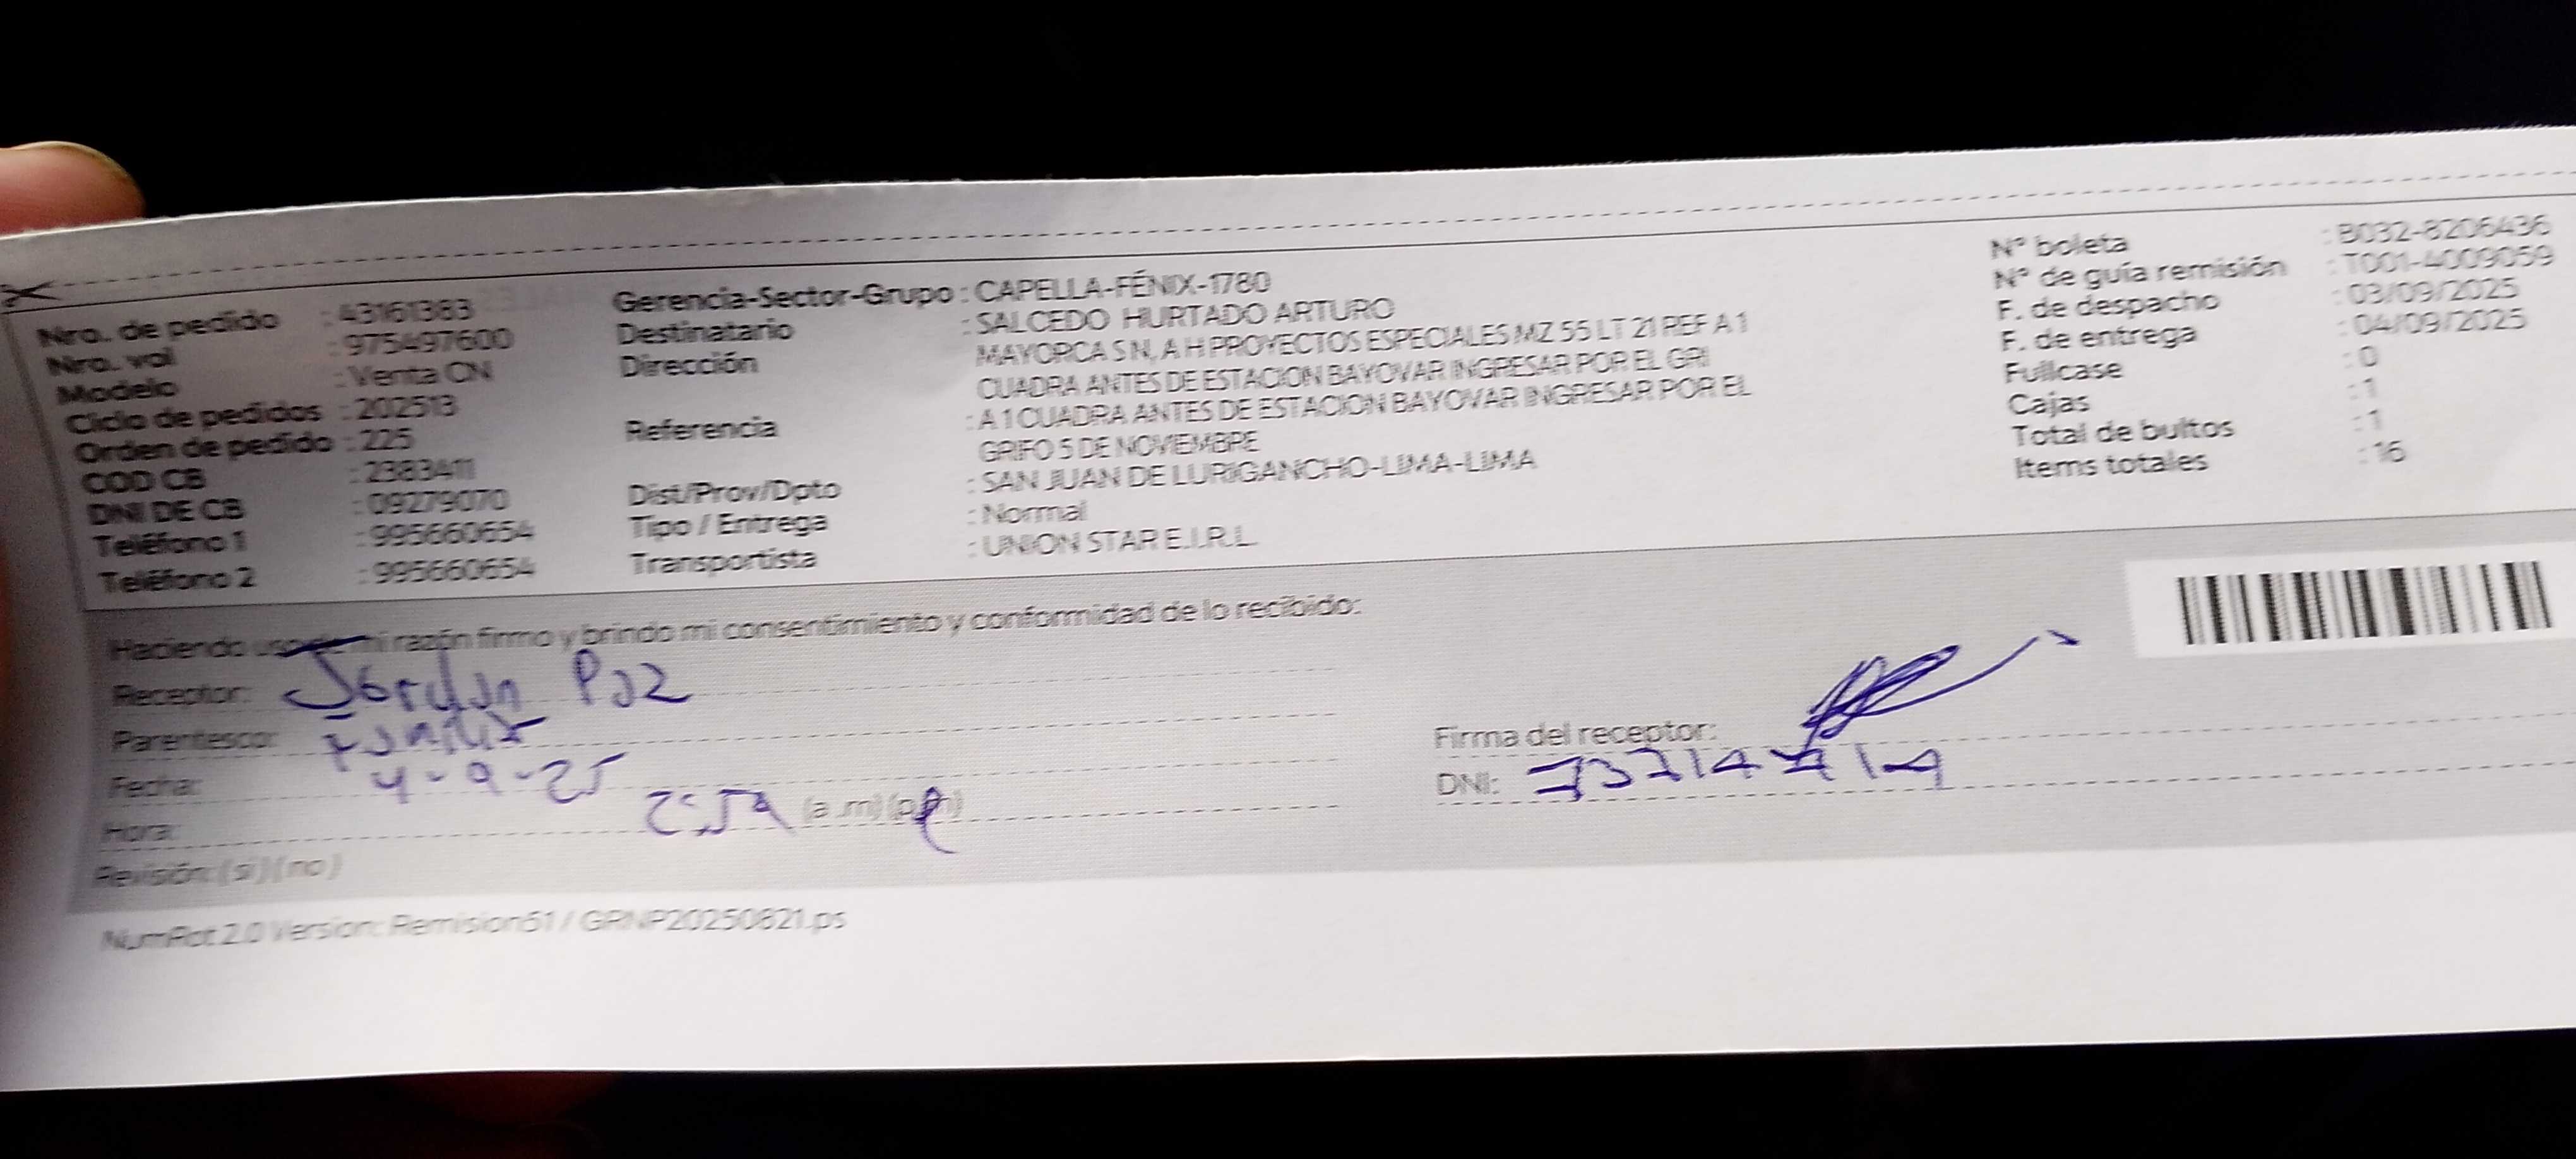 Nro. de pedido : 43161383
Nro. vol : 975497600
Modelo : Venta CN
Ciclo de pedidos : 202513
Orden de pedido : 225
COD CB : 2383411
DNI DE CB : 09279070
Teléfono 1 : 995660654
Teléfono 2 : 995660654
Gerencia-Sector-Grupo : CAPELLA-FÉNIX-1780
Destinatario : SALCEDO HURTADO ARTURO
Dirección MAYORCA S N, A H PROYECTOS ESPECIALES MZ 55 LT 21 REF A 1
CUADRA ANTES DE ESTACION BAYOVAR INGRESAR POR EL GRI
Referencia : A 1 CUADRA ANTES DE ESTACION BAYOVAR INGRESAR POR EL
GRIFO 5 DE NOVIEMBRE
Dist/Prov/Dpto : SAN JUAN DE LURIGANCHO-LIMA-LIMA
Tipo / Entrega : Normal
Transportista : UNION STAR E.I.R.L.
N° boleta : B032-8206436
N° de guía remisión : T001-4009059
F. de despacho : 03/09/2025
F. de entrega : 04/09/2025
Fullcase : 0
Cajas : 1
Total de bultos : 1
Items totales : 16
Haciendo uso de mi razón firmo y brindo mi consentimiento y conformidad de lo recibido:
Receptor: Jordan Paz
Parentesco:
Fecha: 4-9-25
Hora: (a .m) (p.m)
Revisión: (si) (no)
Firma del receptor:
DNI:
NumRot 2.0 Version: Remision51 / GRNP20250821.ps